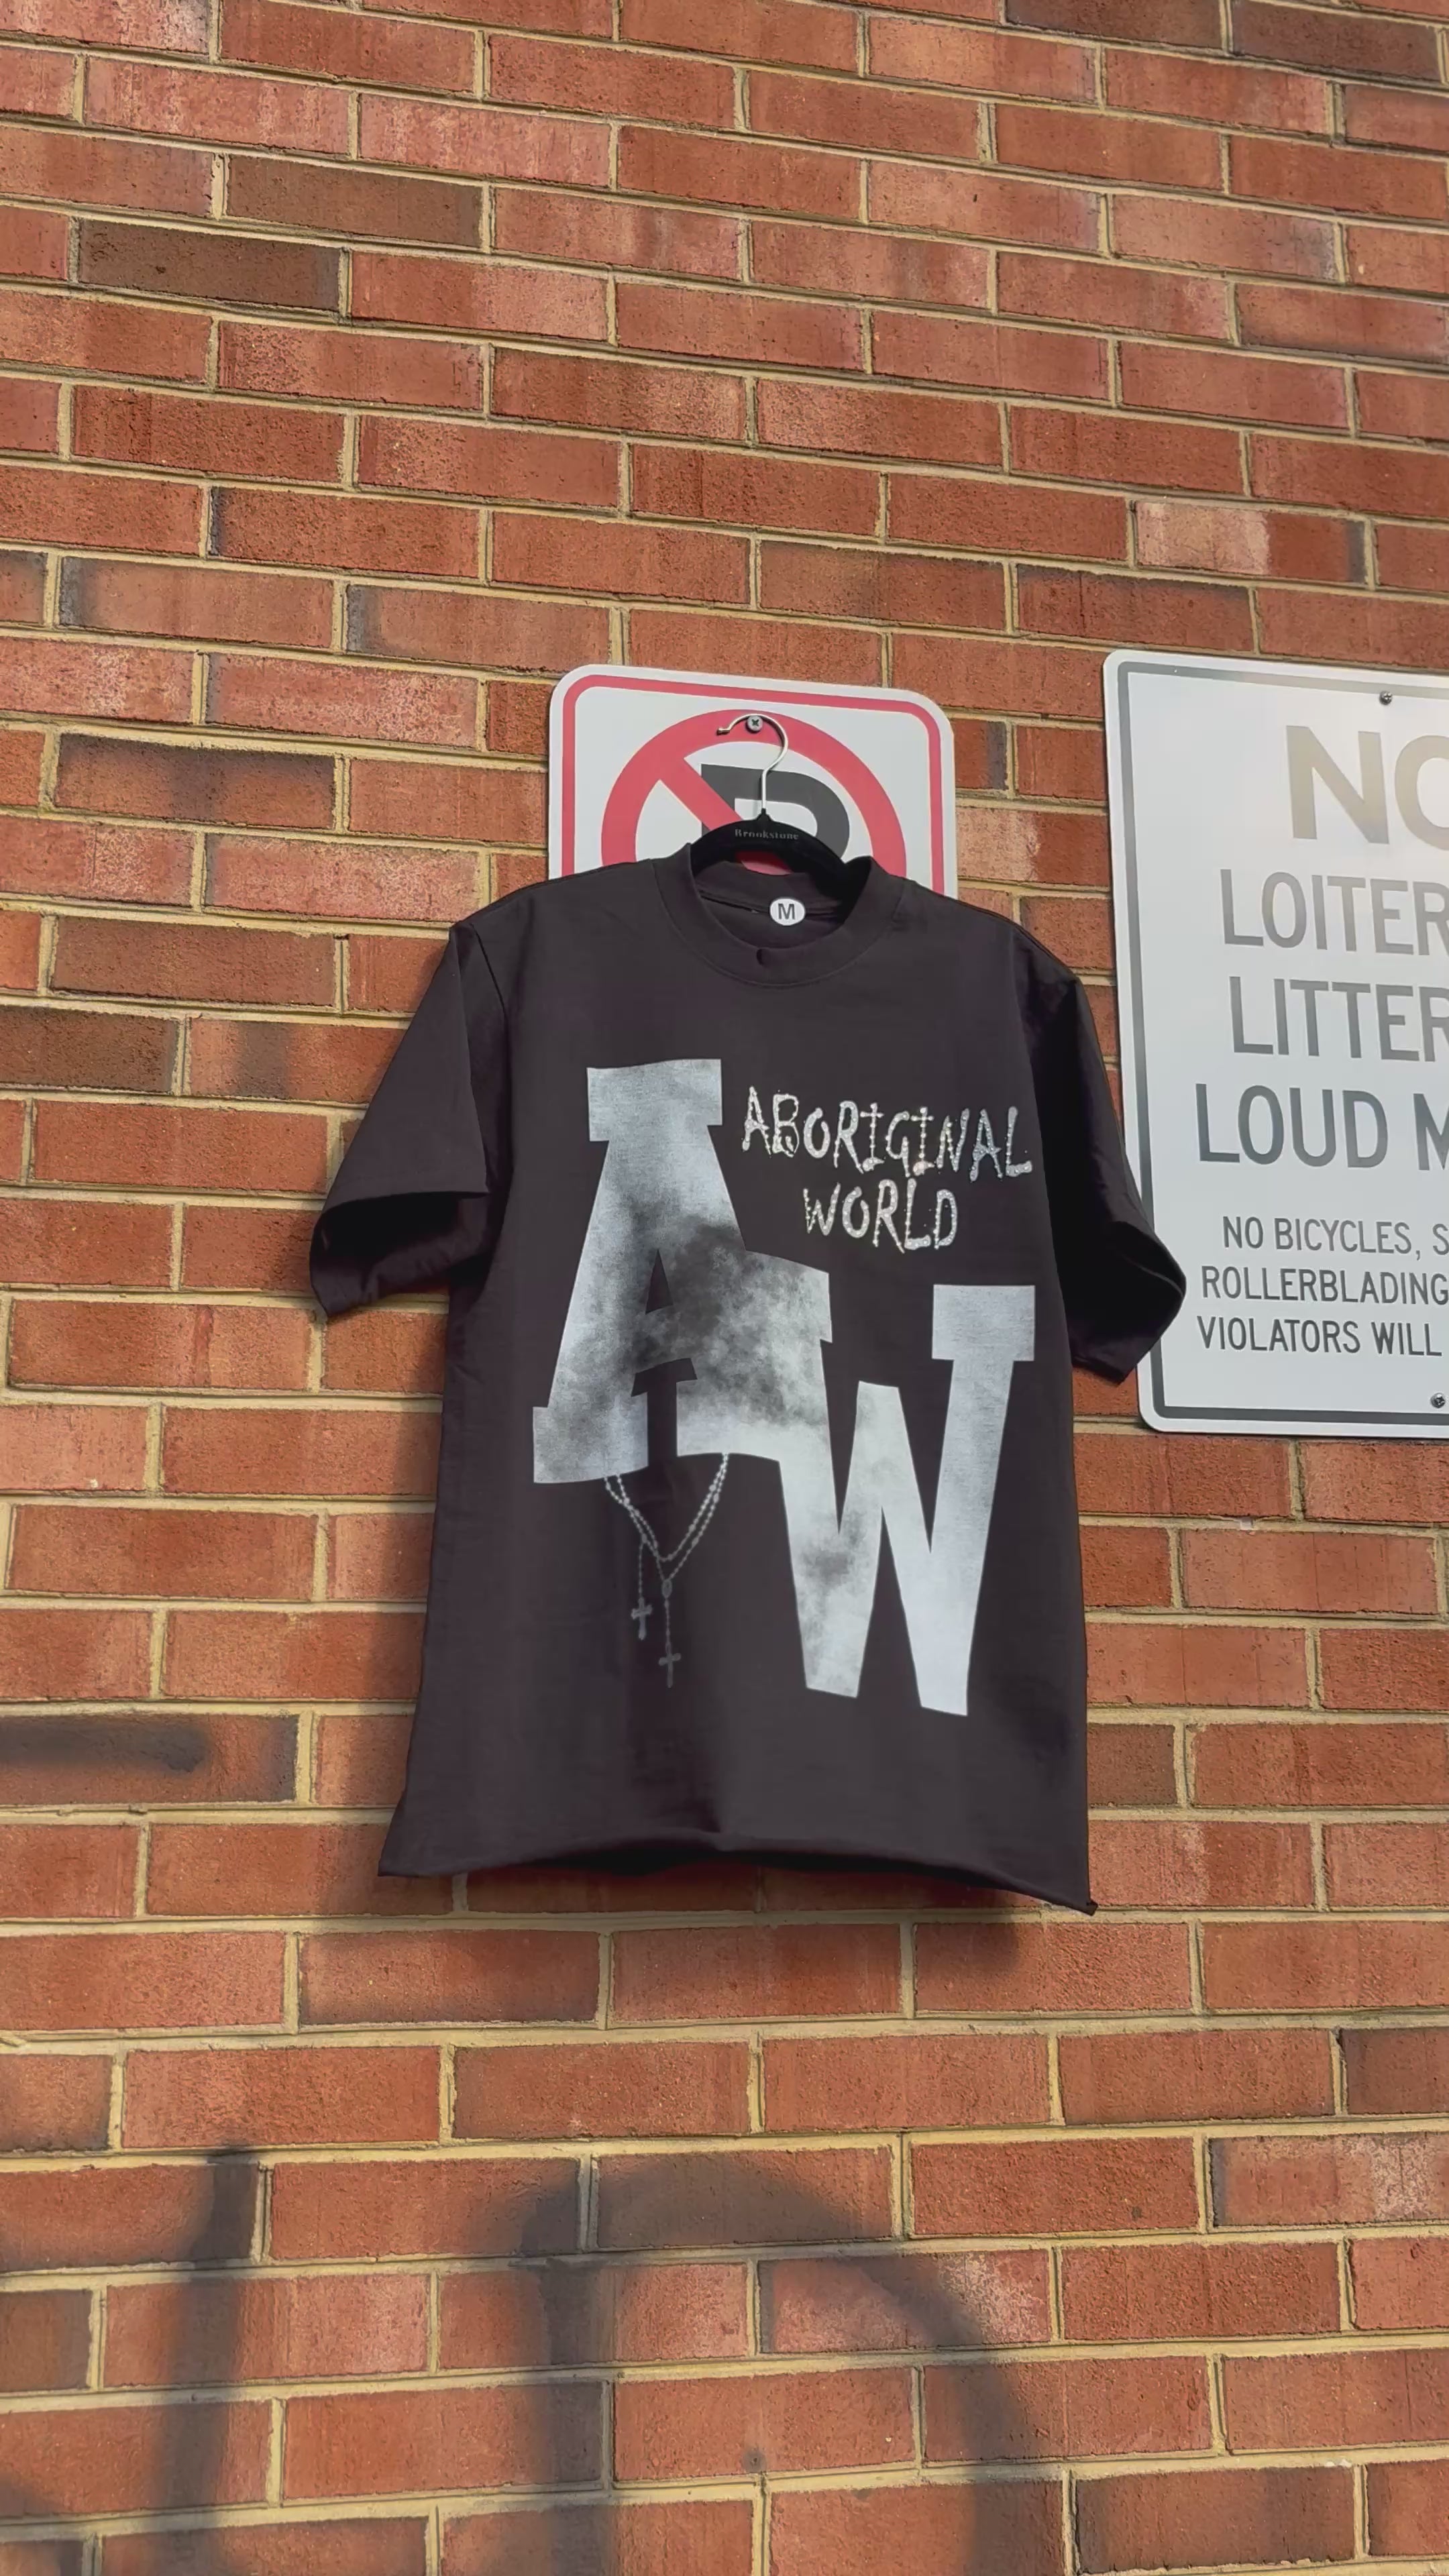 P
Brookstone
M
ABORIGINAL
WORLD
AW
NO
LOITER
LITTER
LOUD M
NO BICYCLES, S
ROLLERBLADING
VIOLATORS WILL